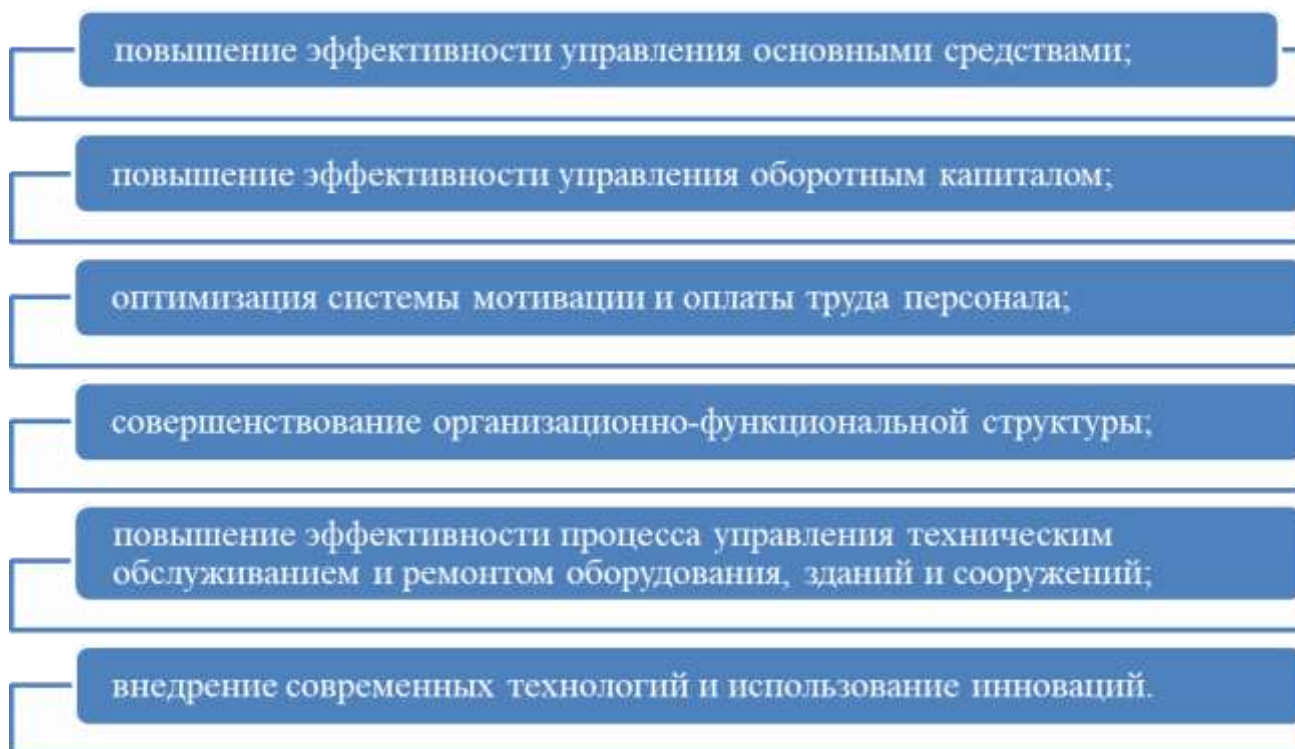 повышение эффективности управления основными средствами;
повышение эффективности управления оборотным капиталом;
оптимизация системы мотивации и оплаты труда персонала;
совершенствование организационно-функциональной структуры;
повышение эффективности процесса управления техническим
обслуживанием и ремонтом оборудования, зданий и сооружений;
внедрение современных технологий и использование инноваций.